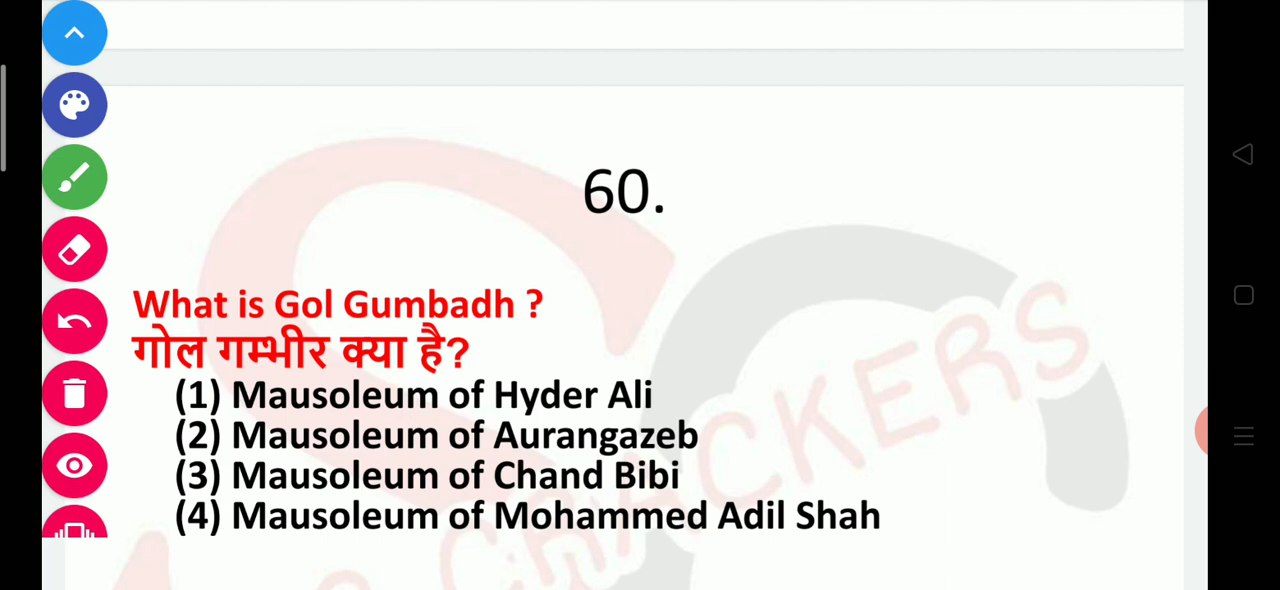 60.
What is Gol Gumbadh ?
गोल गम्भीर क्या है?
(1) Mausoleum of Hyder Ali
(2) Mausoleum of Aurangazeb
(3) Mausoleum of Chand Bibi
(4) Mausoleum of Mohammed Adil Shah
CRACKERS